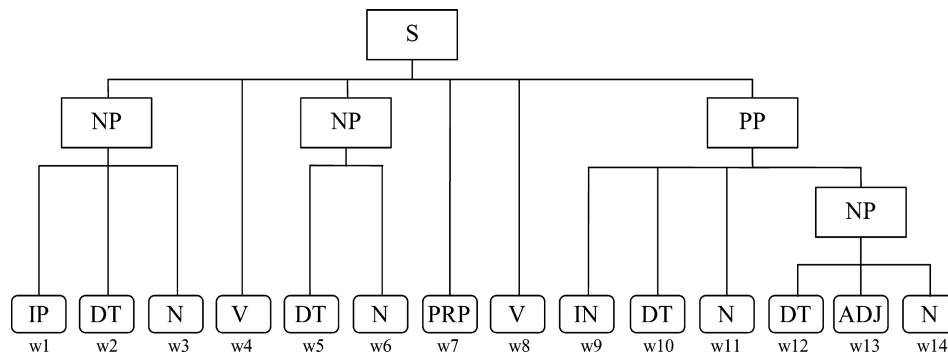 S
NP NP PP
NP
IP DT N V DT N PRP V IN DT N DT ADJ N
w1 w2 w3 w4 w5 w6 w7 w8 w9 w10 w11 w12 w13 w14